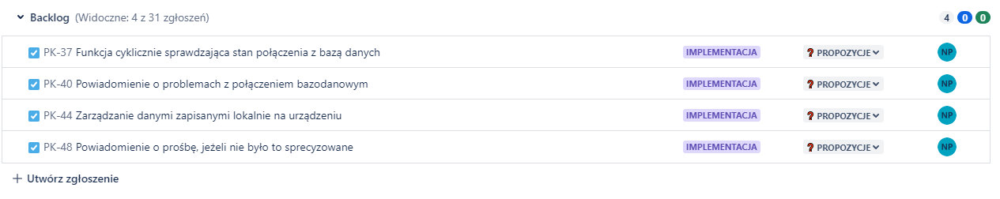 Backlog (Widoczne: 4 z 31 zgłoszeń) 4 0 0
PK-37 Funkcja cyklicznie sprawdzająca stan połączenia z bazą danych IMPLEMENTACJA ❓ PROPOZYCJE NP
PK-40 Powiadomienie o problemach z połączeniem bazodanowym IMPLEMENTACJA ❓ PROPOZYCJE NP
PK-44 Zarządzanie danymi zapisanymi lokalnie na urządzeniu IMPLEMENTACJA ❓ PROPOZYCJE NP
PK-48 Powiadomienie o prośbę, jeżeli nie było to sprecyzowane IMPLEMENTACJA ❓ PROPOZYCJE NP
+ Utwórz zgłoszenie